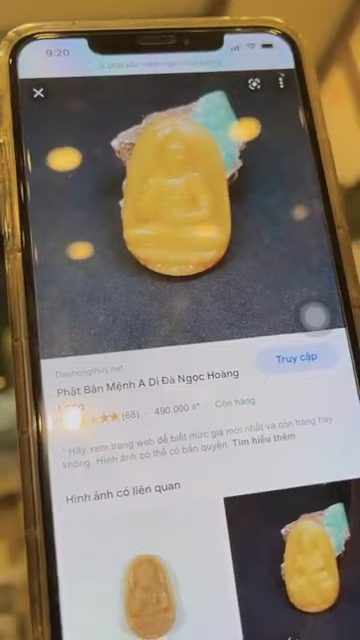 9:20
Daphongthuy.net
Phật Bản Mệnh A Di Đà Ngọc Hoàng
Long
(68) · 490.000 ₫* · Còn hàng
Truy cập
* Hãy xem trang web để biết mức giá mới nhất và còn hàng hay
không. Hình ảnh có thể có bản quyền. Tìm hiểu thêm
Hình ảnh có liên quan